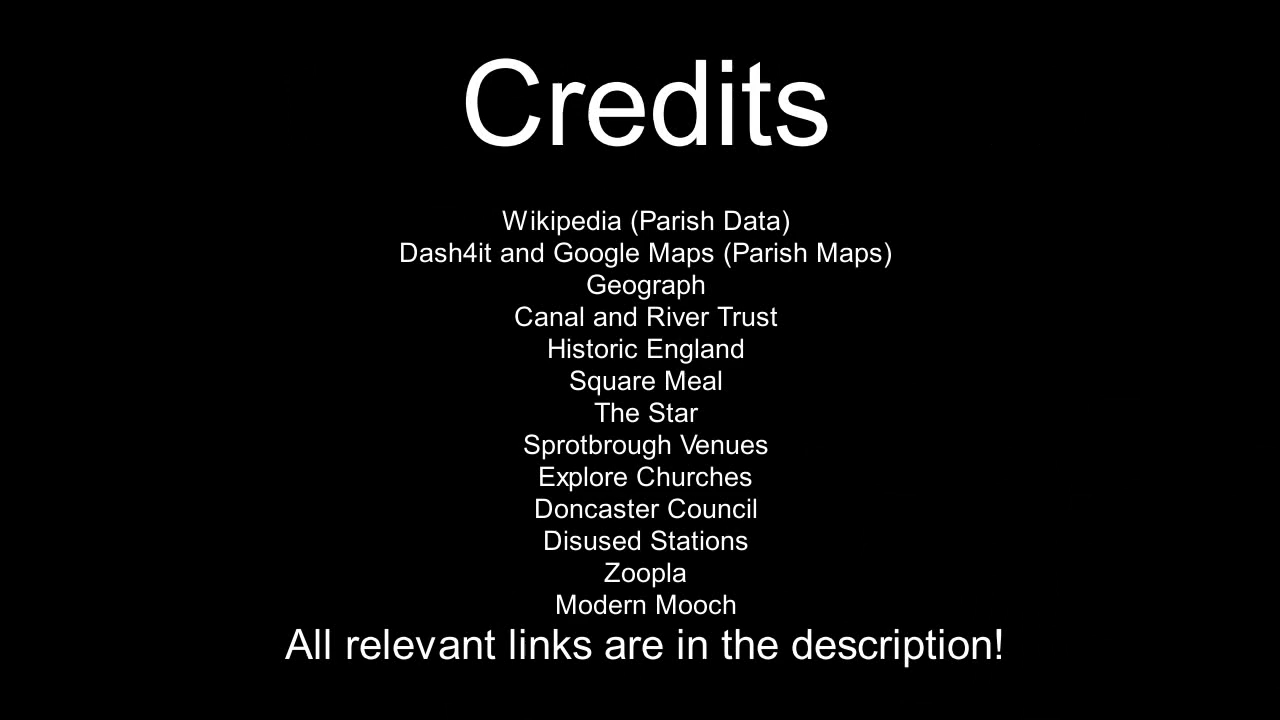 Credits
Wikipedia (Parish Data)
Dash4it and Google Maps (Parish Maps)
Geograph
Canal and River Trust
Historic England
Square Meal
The Star
Sprotbrough Venues
Explore Churches
Doncaster Council
Disused Stations
Zoopla
Modern Mooch
All relevant links are in the description!